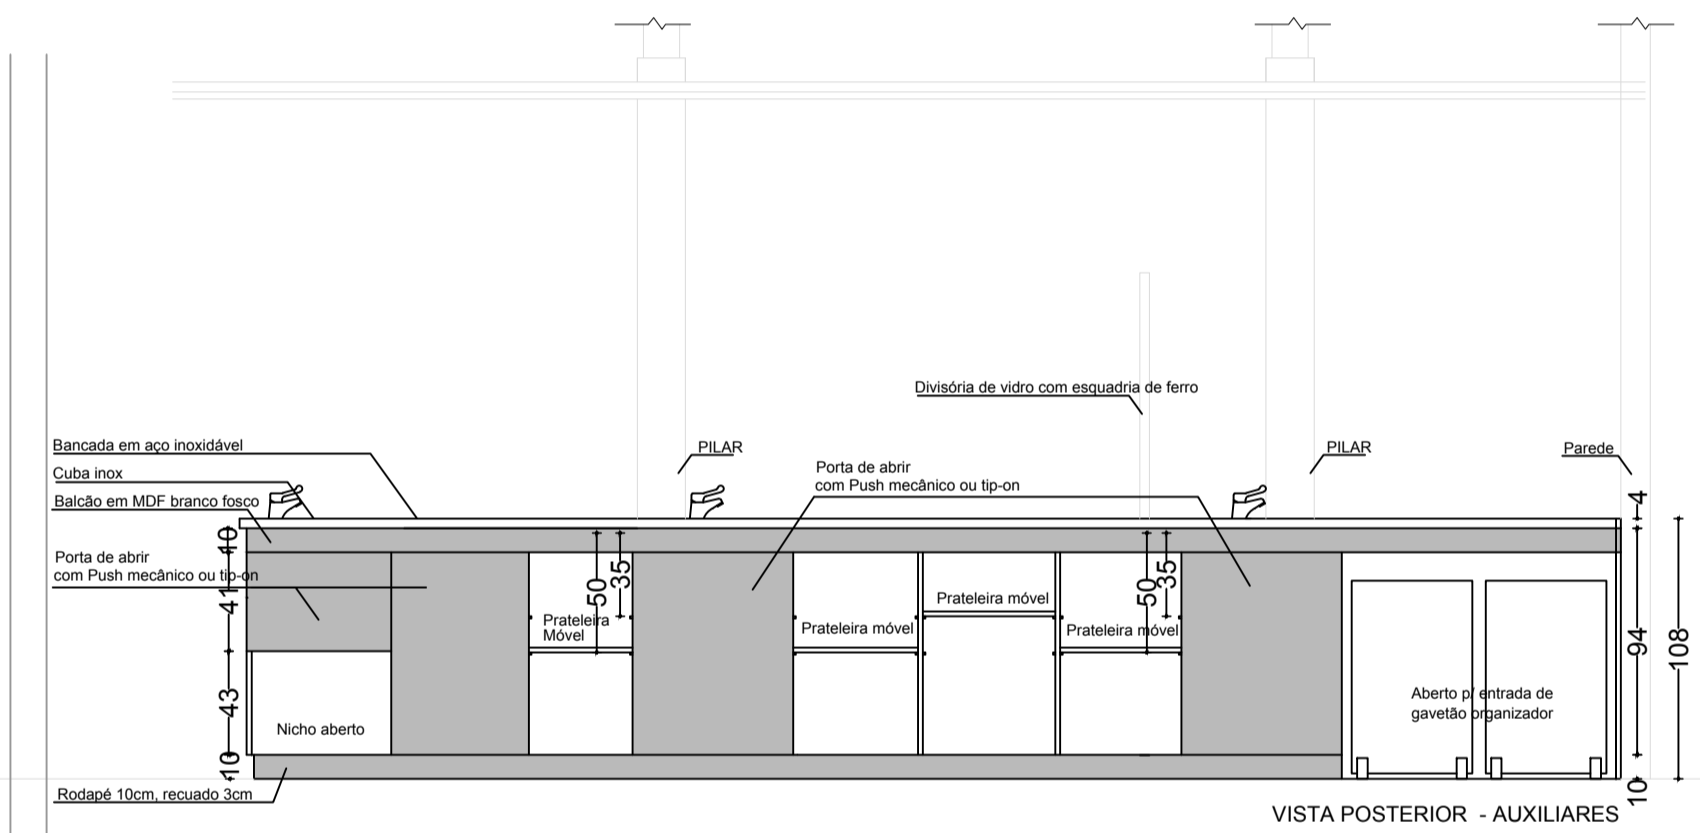 Divisória de vidro com esquadria de ferro
Bancada em aço inoxidável
PILAR
PILAR
Parede
Cuba inox
Porta de abrir
com Push mecânico ou tip-on
Balcão em MDF branco fosco
4
10
Porta de abrir
com Push mecânico ou tip-on
41
50
35
50
35
Prateleira móvel
Prateleira
Móvel
Prateleira móvel
Prateleira móvel
94
108
43
Nicho aberto
Aberto p/ entrada de
gavetão organizador
10
Rodapé 10cm, recuado 3cm
10
VISTA POSTERIOR - AUXILIARES